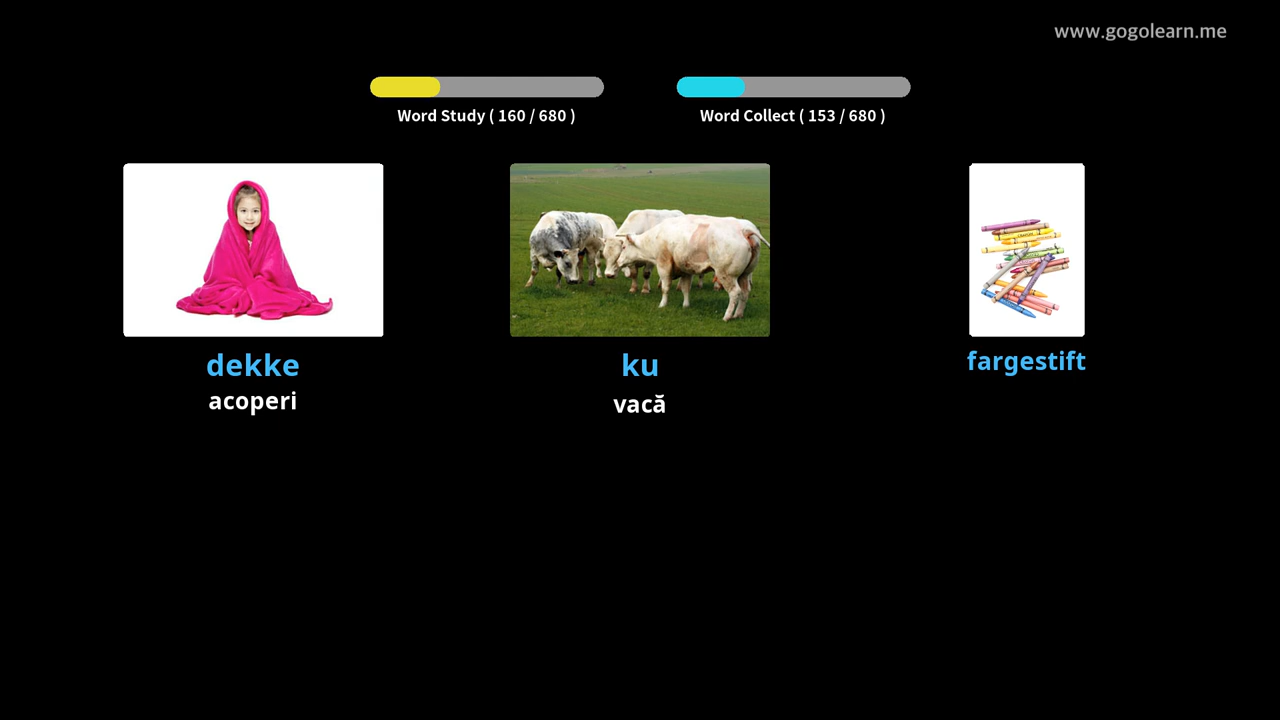 www.gogolearn.me
Word Study ( 160 / 680 )
Word Collect ( 153 / 680 )
dekke
acoperi
ku
vacă
fargestift